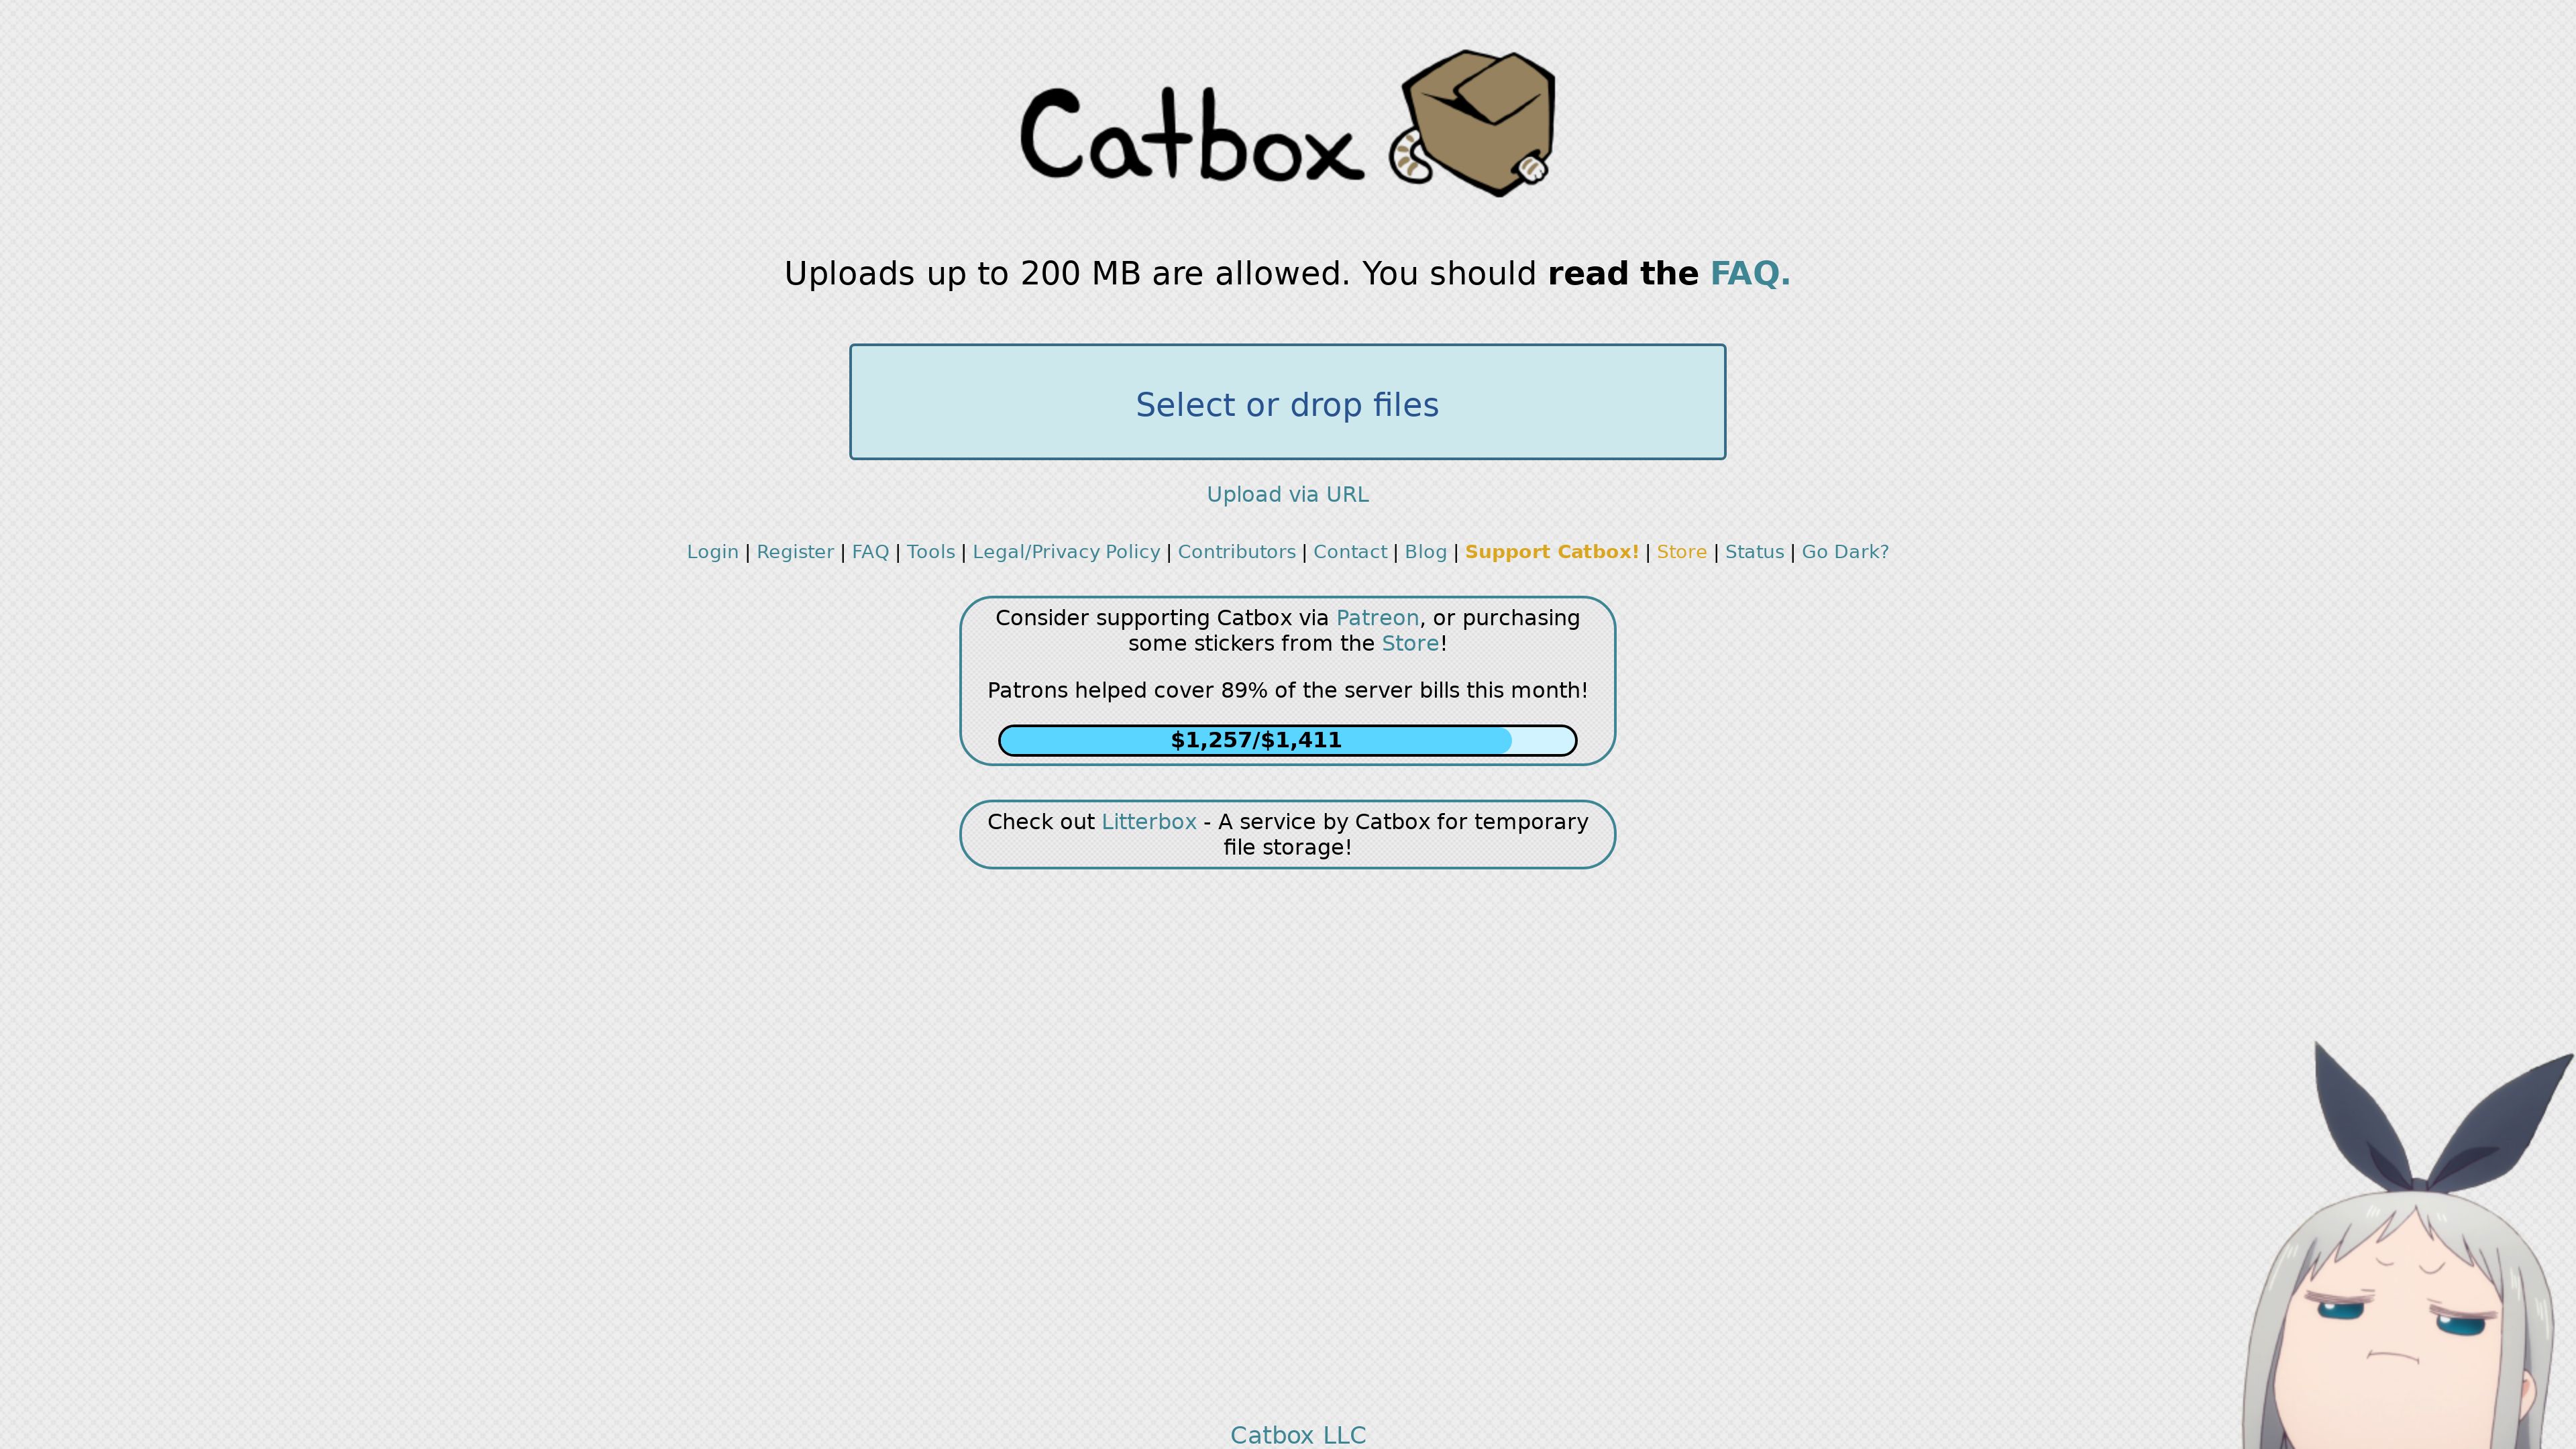 Catbox
Uploads up to 200 MB are allowed. You should read the FAQ.
Select or drop files
Upload via URL
Login | Register | FAQ | Tools | Legal/Privacy Policy | Contributors | Contact | Blog | Support Catbox! | Store | Status | Go Dark?
Consider supporting Catbox via Patreon, or purchasing
some stickers from the Store!
Patrons helped cover 89% of the server bills this month!
$1,257/$1,411
Check out Litterbox - A service by Catbox for temporary
file storage!
Catbox LLC